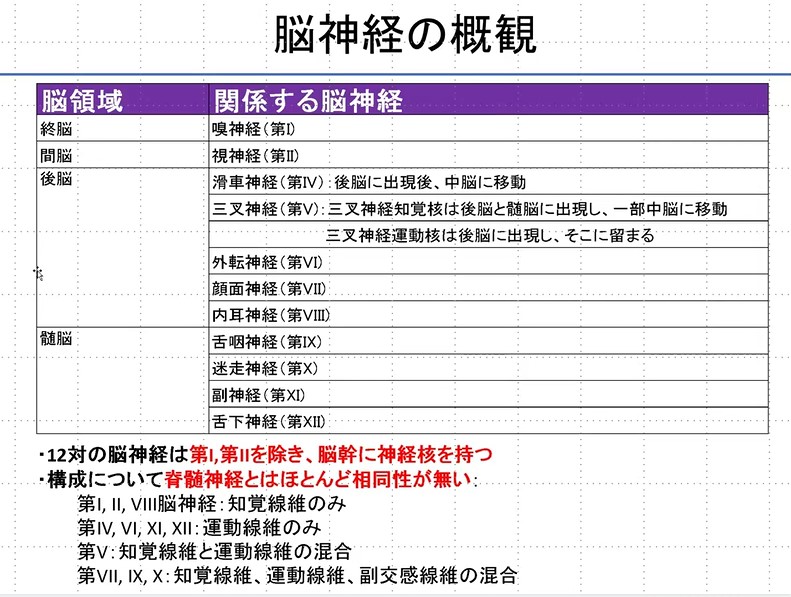 脳神経の概観
脳領域 関係する脳神経
終脳 嗅神経（第I）
間脳 視神経（第II）
後脳 滑車神経（第IV）：後脳に出現後、中脳に移動
三叉神経（第V）：三叉神経知覚核は後脳と髄脳に出現し、一部中脳に移動
三叉神経運動核は後脳に出現し、そこに留まる
外転神経（第VI）
顔面神経（第VII）
内耳神経（第VIII）
髄脳 舌咽神経（第IX）
迷走神経（第X）
副神経（第XI）
舌下神経（第XII）
・12対の脳神経は第I,第IIを除き、脳幹に神経核を持つ
・構成について脊髄神経とはほとんど相同性が無い：
第I, II, VIII脳神経：知覚線維のみ
第IV, VI, XI, XII：運動線維のみ
第V：知覚線維と運動線維の混合
第VII, IX, X：知覚線維、運動線維、副交感線維の混合